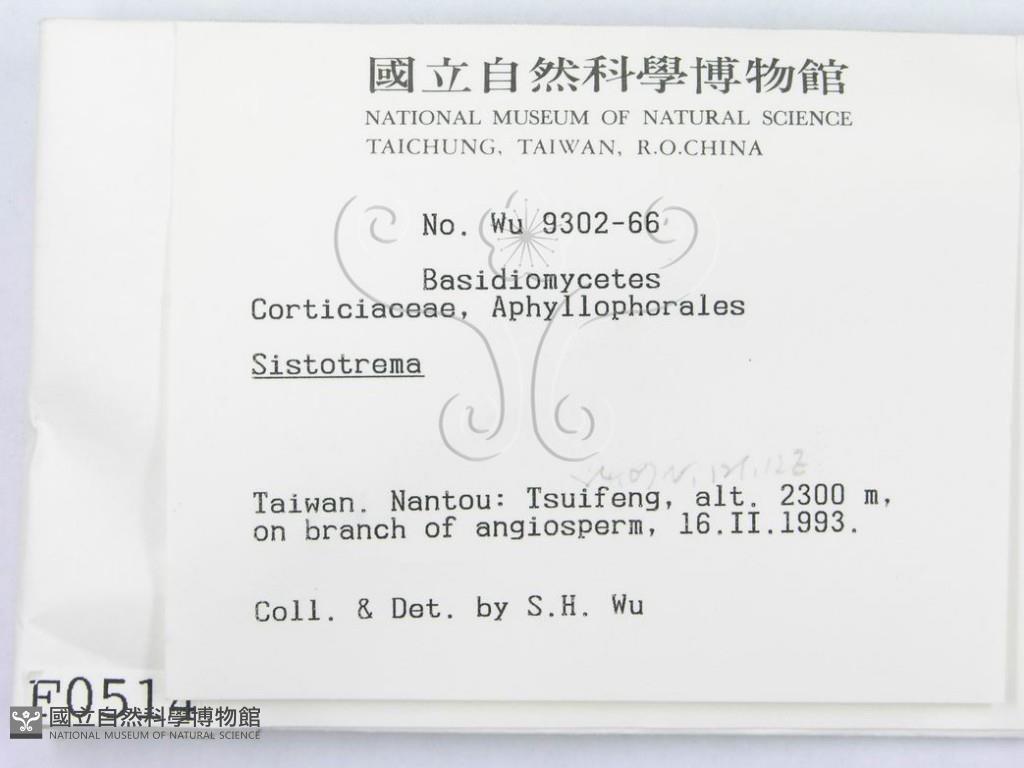 國立自然科學博物館
NATIONAL MUSEUM OF NATURAL SCIENCE
TAICHUNG, TAIWAN, R.O.CHINA
No. Wu 9302-66
Basidiomycetes
Corticiaceae, Aphyllophorales
Sistotrema
Taiwan. Nantou: Tsuifeng, alt. 2300 m,
on branch of angiosperm, 16.II.1993.
Coll. & Det. by S.H. Wu
F0514
國立自然科學博物館
NATIONAL MUSEUM OF NATURAL SCIENCE